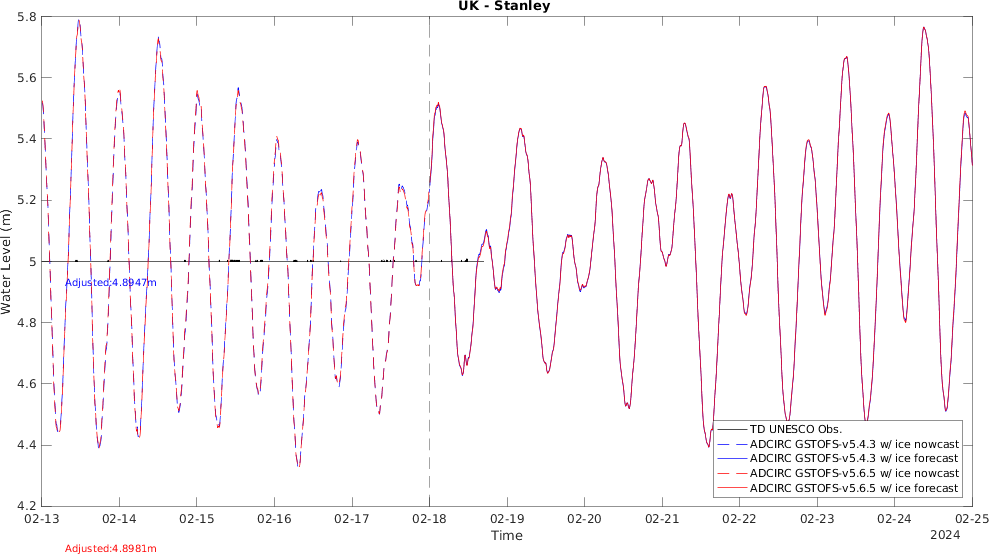 UK - Stanley
Water Level (m)
5.8
5.6
5.4
5.2
5
4.8
4.6
4.4
4.2
Adjusted:4.8947m
TD UNESCO Obs.
ADCIRC GSTOFS-v5.4.3 w/ ice nowcast
ADCIRC GSTOFS-v5.4.3 w/ ice forecast
ADCIRC GSTOFS-v5.6.5 w/ ice nowcast
ADCIRC GSTOFS-v5.6.5 w/ ice forecast
02-13 02-14 02-15 02-16 02-17 02-18 02-19 02-20 02-21 02-22 02-23 02-24 02-25
Time
2024
Adjusted:4.8981m